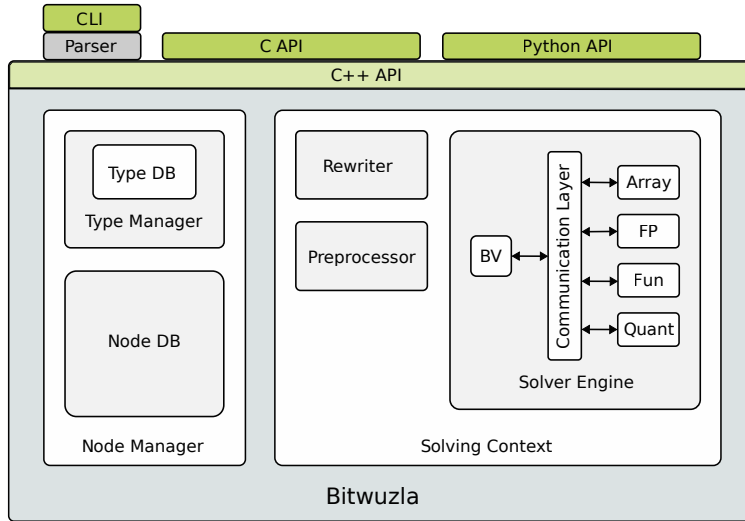 CLI
Parser
C API
Python API
C++ API
Type DB
Type Manager
Node DB
Node Manager
Rewriter
Preprocessor
BV
Communication Layer
Array
FP
Fun
Quant
Solver Engine
Solving Context
Bitwuzla